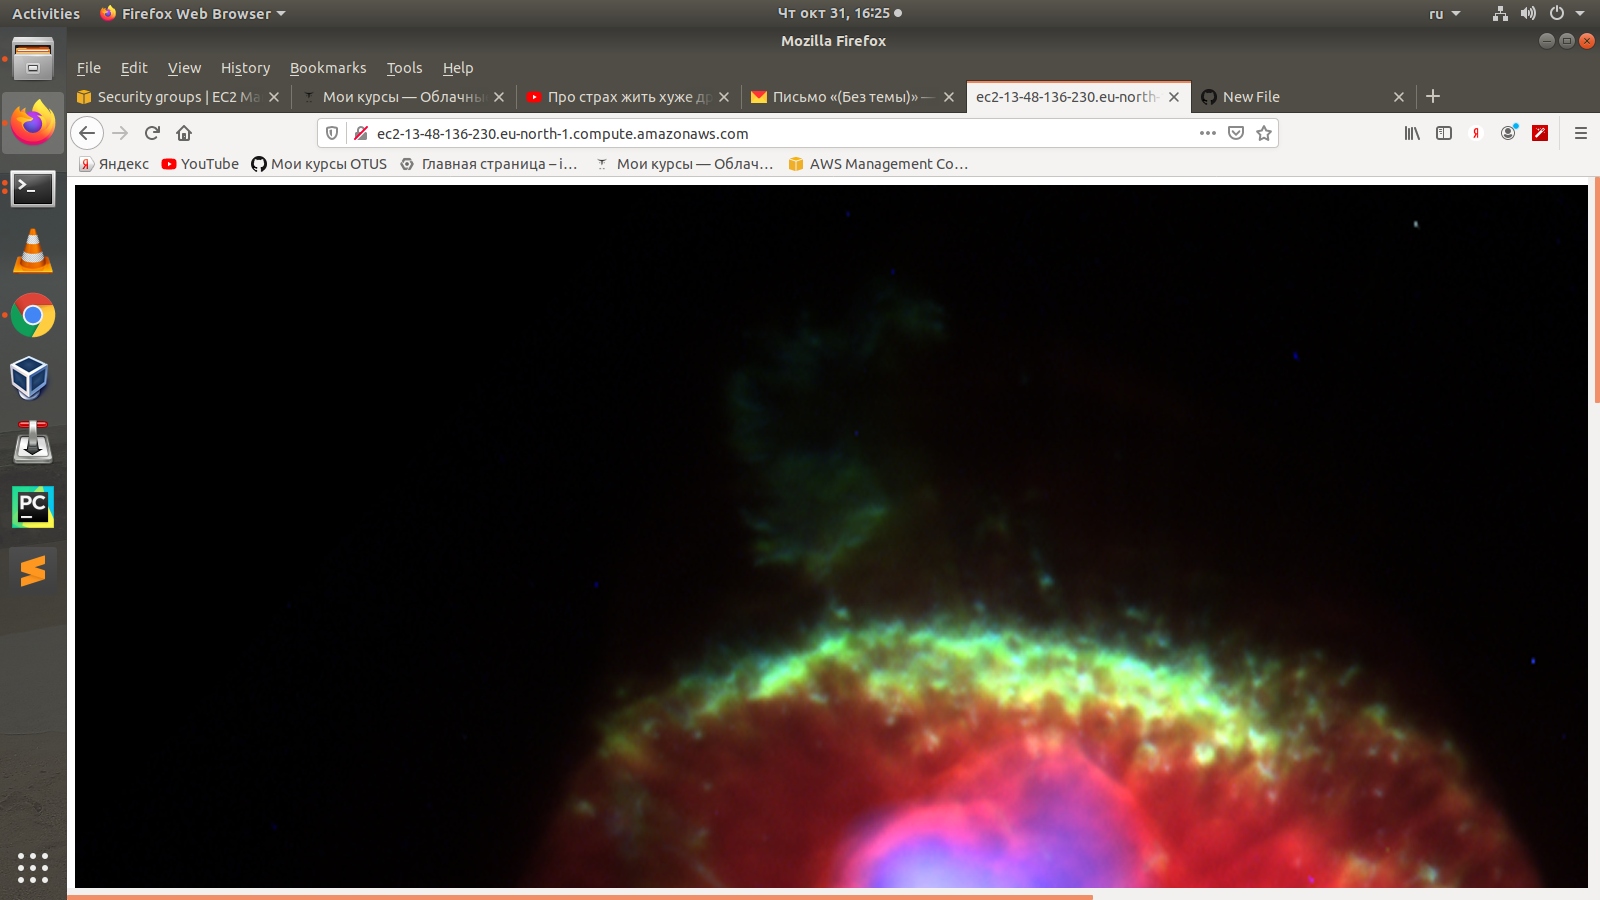 Activities Firefox Web Browser Чт окт 31, 16:25 ru
Mozilla Firefox
File Edit View History Bookmarks Tools Help
Security groups | EC2 Ma Мои курсы — Облачны Про страх жить хуже др Письмо «(Без темы)» — ec2-13-48-136-230.eu-north- New File
ec2-13-48-136-230.eu-north-1.compute.amazonaws.com
Яндекс YouTube Мои курсы OTUS Главная страница – i… Мои курсы — Облач… AWS Management Co…
PC